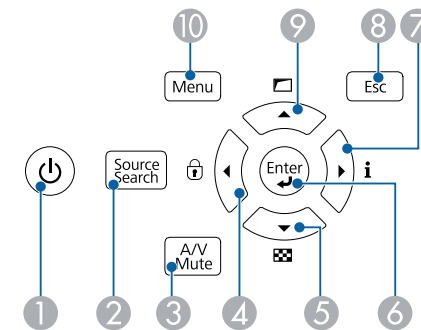 10 9 8 7
Menu
Esc
Source
Search
Enter
i
A/V
Mute
1 2 3 4 5 6